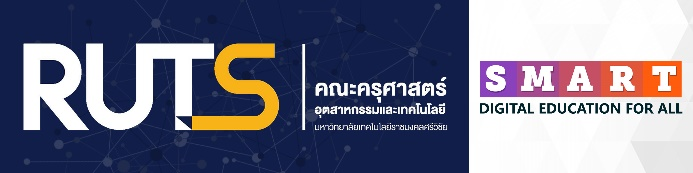 RUTS
คณะครุศาสตร์
อุตสาหกรรมและเทคโนโลยี
มหาวิทยาลัยเทคโนโลยีราชมงคลศรีวิชัย
SMART
DIGITAL EDUCATION FOR ALL